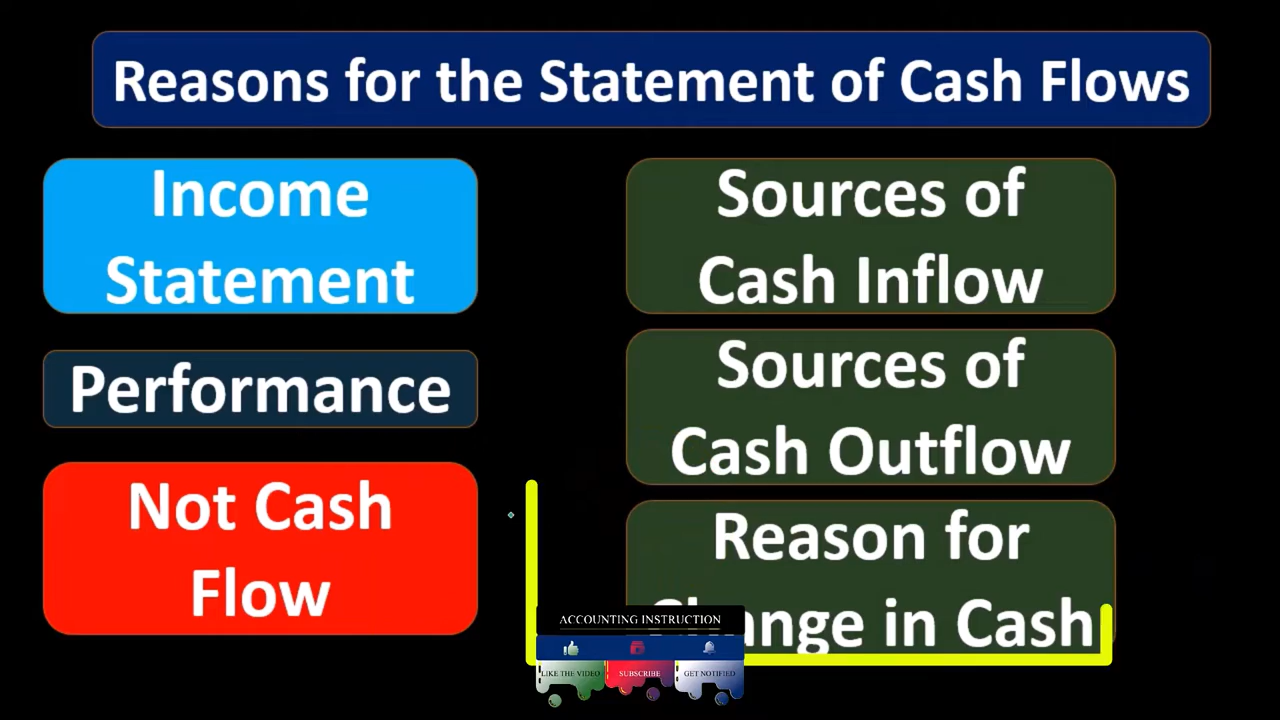 Reasons for the Statement of Cash Flows
Income
Statement
Performance
Not Cash
Flow
Sources of
Cash Inflow
Sources of
Cash Outflow
Reason for
Change in Cash
ACCOUNTING INSTRUCTION
LIKE THE VIDEO
SUBSCRIBE
GET NOTIFIED